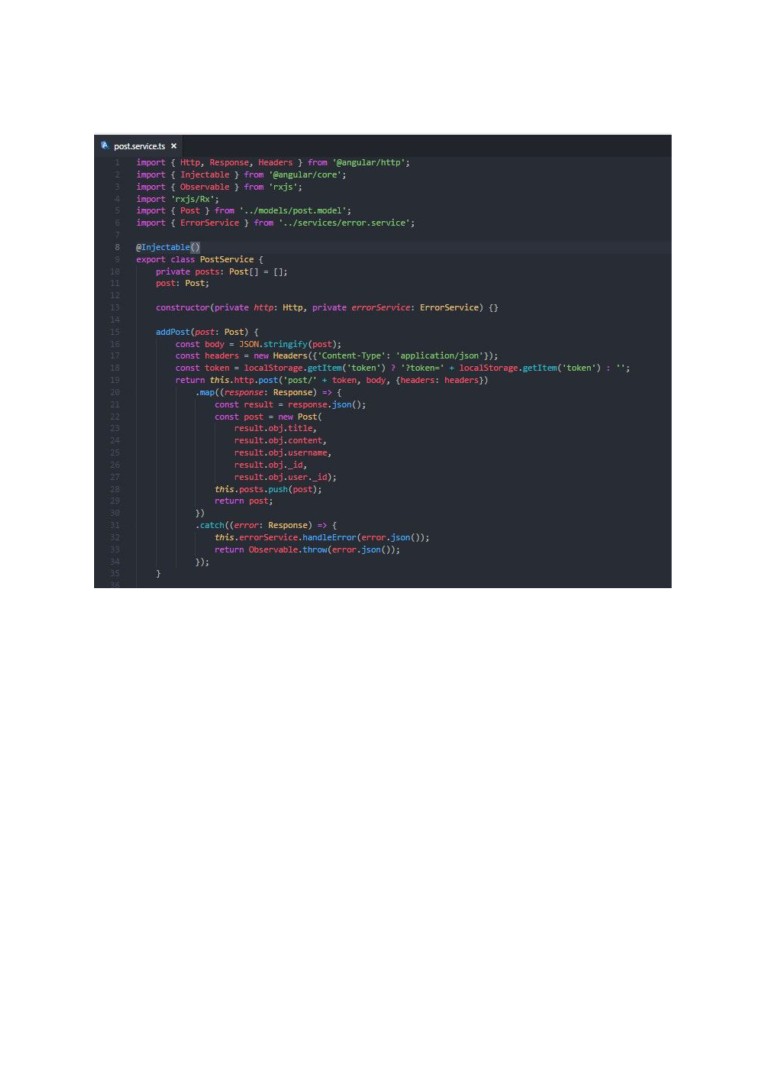 post.service.ts ×
1 import { Http, Response, Headers } from '@angular/http';
2 import { Injectable } from '@angular/core';
3 import { Observable } from 'rxjs';
4 import 'rxjs/Rx';
5 import { Post } from '../models/post.model';
6 import { ErrorService } from '../services/error.service';
7
8 @Injectable()
9 export class PostService {
10     private posts: Post[] = [];
11     post: Post;
12
13     constructor(private http: Http, private errorService: ErrorService) {}
14
15     addPost(post: Post) {
16         const body = JSON.stringify(post);
17         const headers = new Headers({'Content-Type': 'application/json'});
18         const token = localStorage.getItem('token') ? '?token=' + localStorage.getItem('token') : '';
19         return this.http.post('post/' + token, body, {headers: headers})
20             .map((response: Response) => {
21                 const result = response.json();
22                 const post = new Post(
23                     result.obj.title,
24                     result.obj.content,
25                     result.obj.username,
26                     result.obj._id,
27                     result.obj.user._id);
28                 this.posts.push(post);
29                 return post;
30             })
31             .catch((error: Response) => {
32                 this.errorService.handleError(error.json());
33                 return Observable.throw(error.json());
34             });
35     }
36